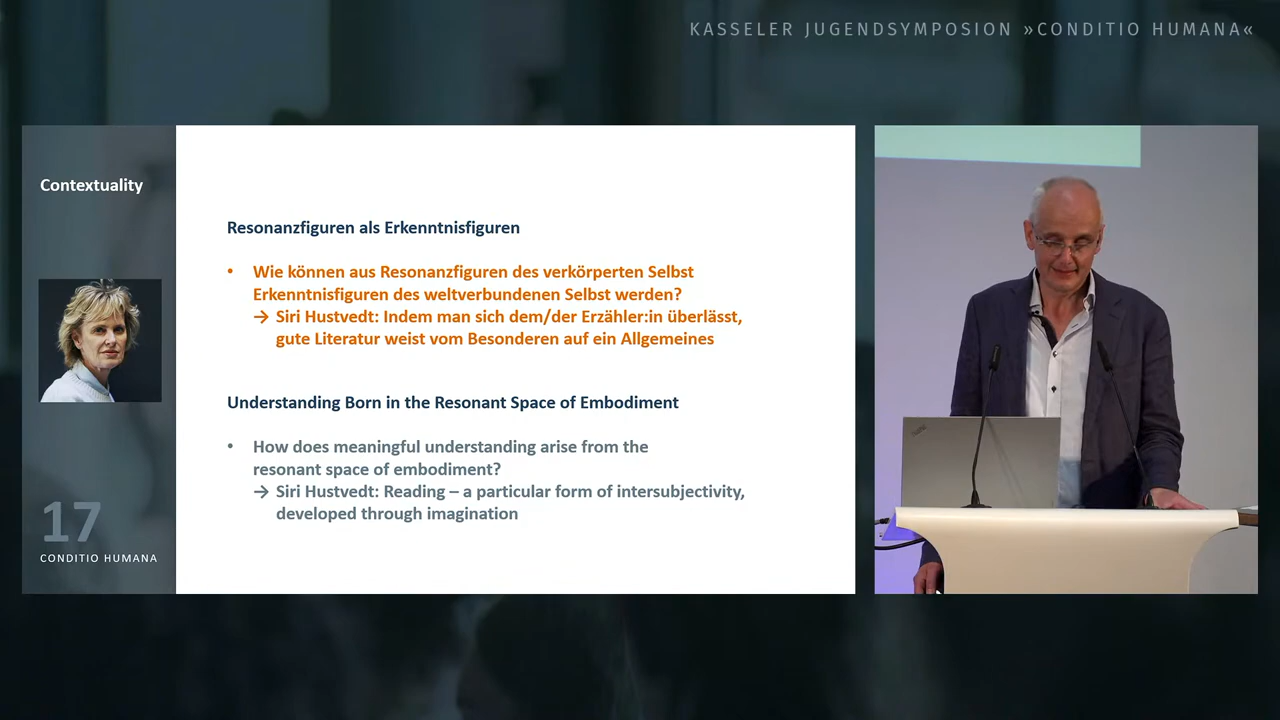 KASSELER JUGENDSYMPOSION »CONDITIO HUMANA«
Contextuality
17
CONDITIO HUMANA
Resonanzfiguren als Erkenntnisfiguren
• Wie können aus Resonanzfiguren des verkörperten Selbst
Erkenntnisfiguren des weltverbundenen Selbst werden?
→ Siri Hustvedt: Indem man sich dem/der Erzähler:in überlässt,
gute Literatur weist vom Besonderen auf ein Allgemeines
Understanding Born in the Resonant Space of Embodiment
• How does meaningful understanding arise from the
resonant space of embodiment?
→ Siri Hustvedt: Reading – a particular form of intersubjectivity,
developed through imagination